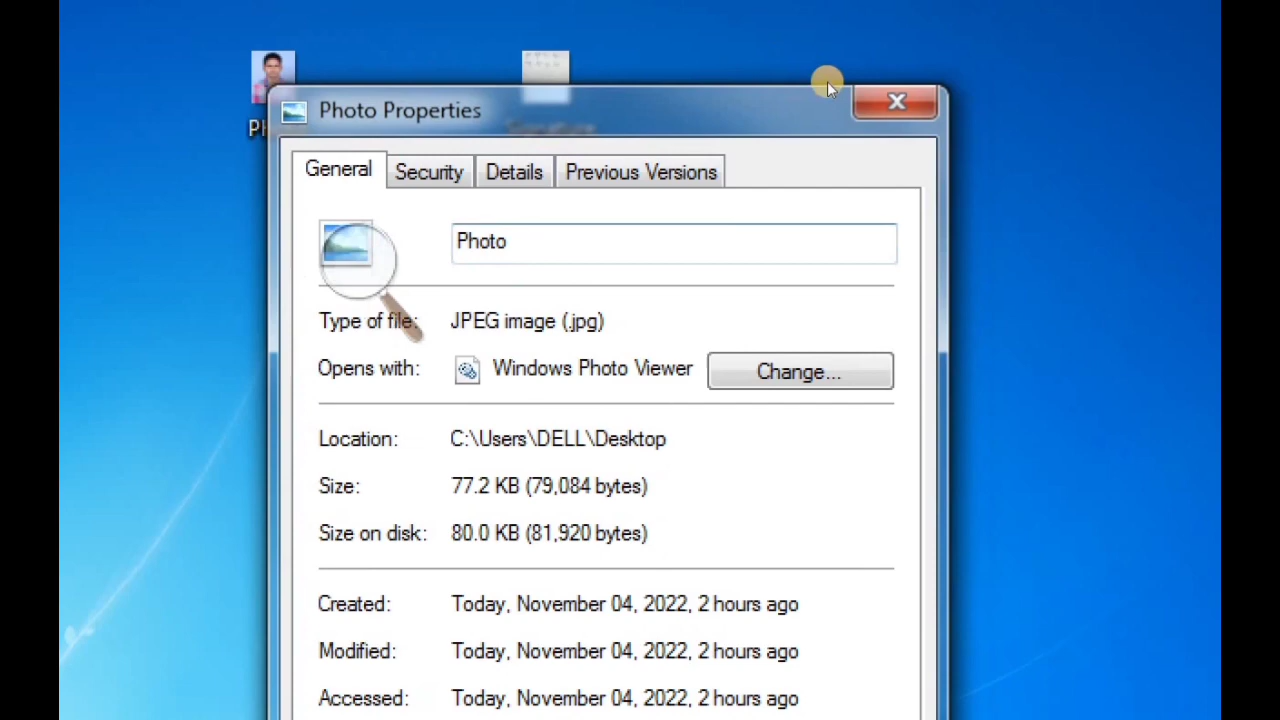 Photo Properties
General Security Details Previous Versions
Photo
Type of file: JPEG image (.jpg)
Opens with: Windows Photo Viewer Change...
Location: C:\Users\DELL\Desktop
Size: 77.2 KB (79,084 bytes)
Size on disk: 80.0 KB (81,920 bytes)
Created: Today, November 04, 2022, 2 hours ago
Modified: Today, November 04, 2022, 2 hours ago
Accessed: Today, November 04, 2022, 2 hours ago